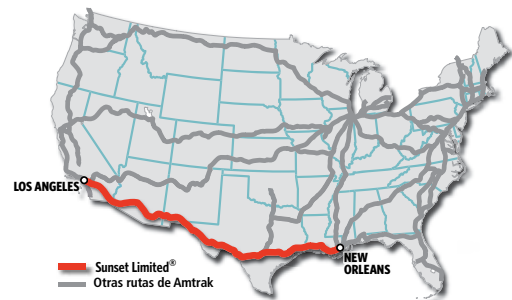 LOS ANGELES
NEW
ORLEANS
Sunset Limited®
Otras rutas de Amtrak